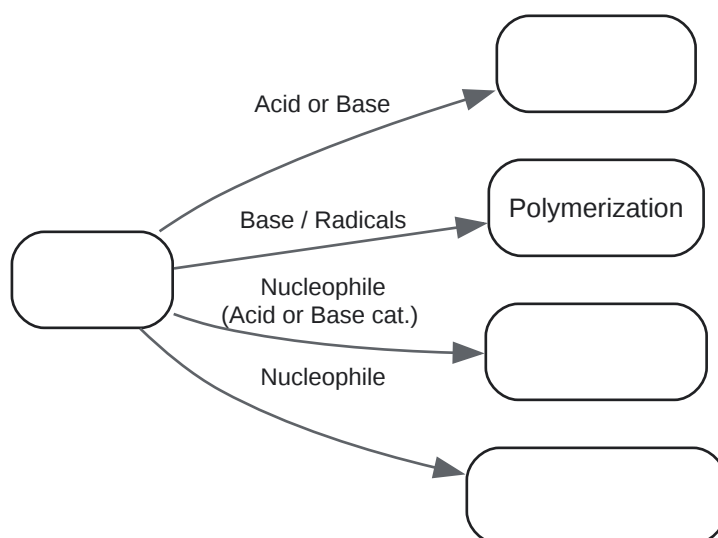 Acid or Base
Base / Radicals
Polymerization
Nucleophile
(Acid or Base cat.)
Nucleophile